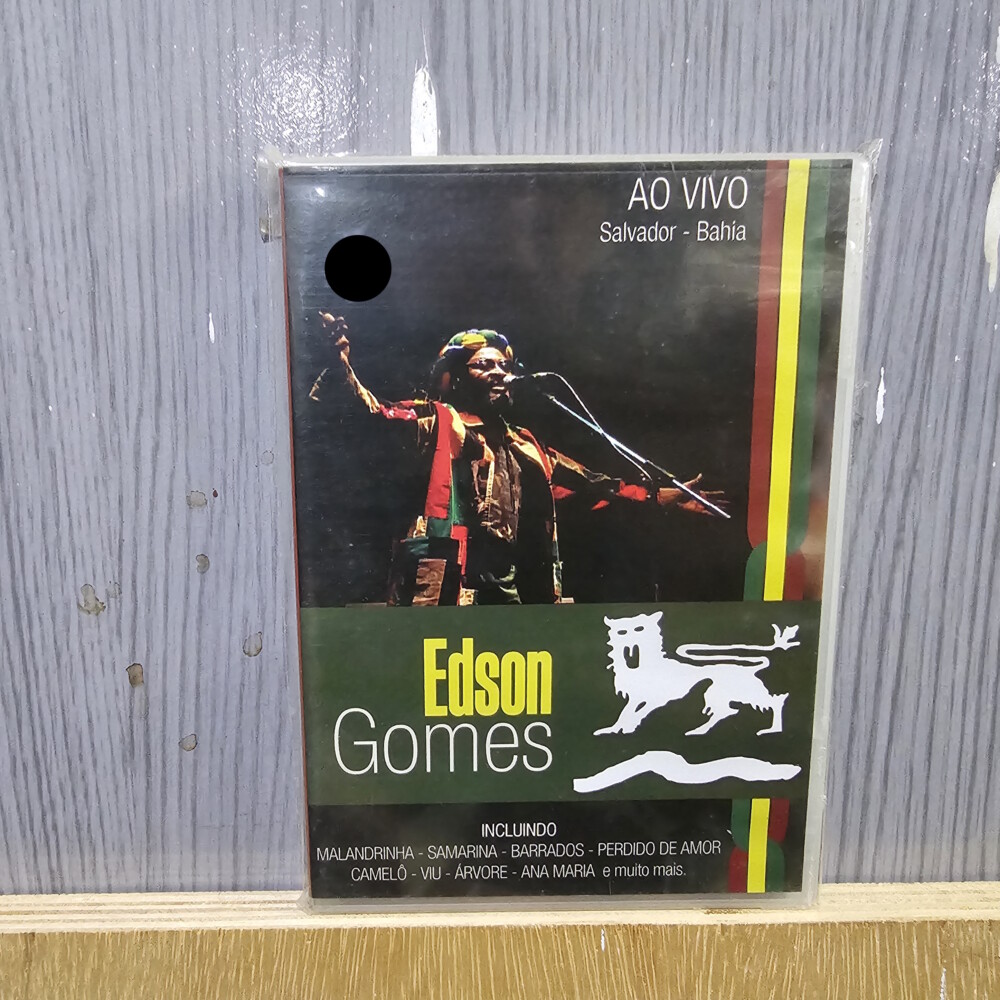 AO VIVO
Salvador - Bahia
Edson
Gomes
INCLUINDO
MALANDRINHA - SAMARINA - BARRADOS - PERDIDO DE AMOR
CAMELÔ - VIU - ÁRVORE - ANA MARIA e muito mais.